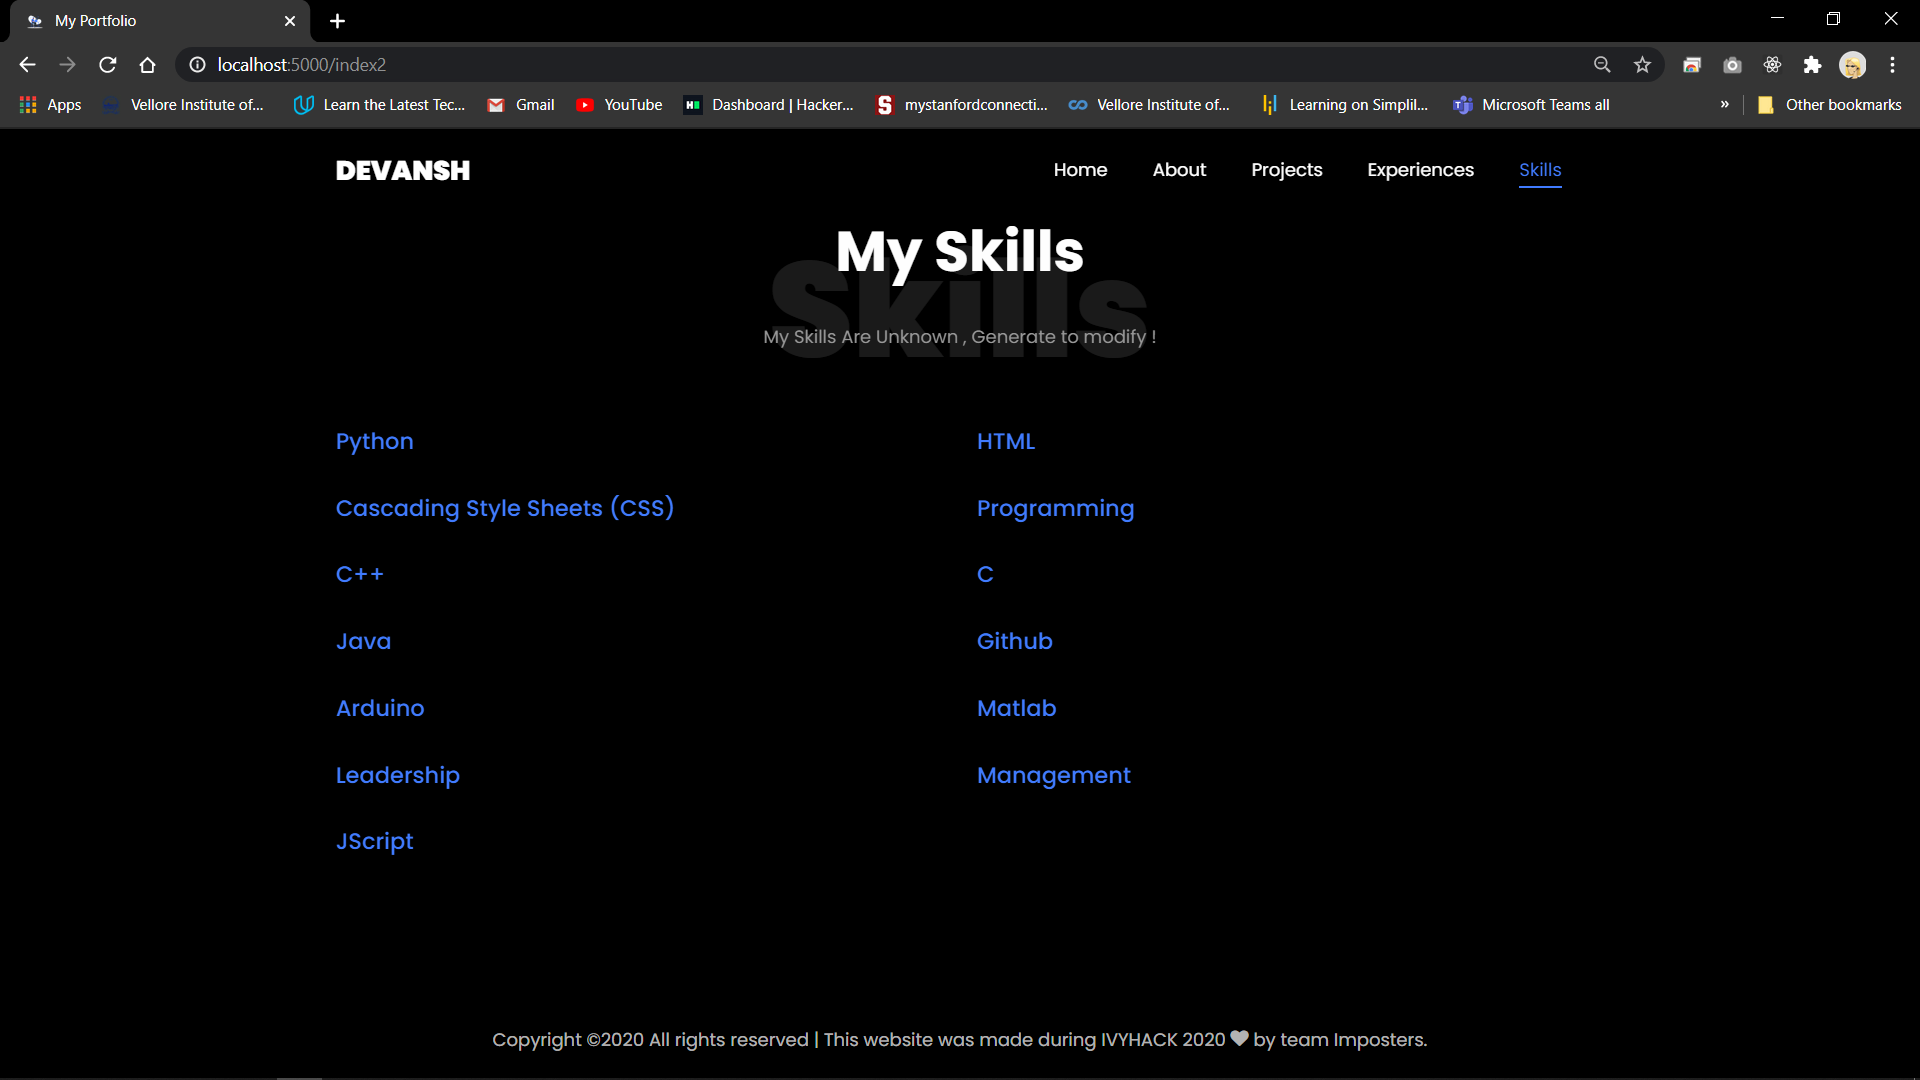 My Portfolio
localhost:5000/index2
Apps Vellore Institute of... Learn the Latest Tec... Gmail YouTube Dashboard | Hacker... mystanfordconnecti... Vellore Institute of... Learning on Simplil... Microsoft Teams all » Other bookmarks
DEVANSH Home About Projects Experiences Skills
My Skills
Skills
My Skills Are Unknown , Generate to modify !
Python HTML
Cascading Style Sheets (CSS) Programming
C++ C
Java Github
Arduino Matlab
Leadership Management
JScript
Copyright ©2020 All rights reserved | This website was made during IVYHACK 2020 ♥ by team Imposters.